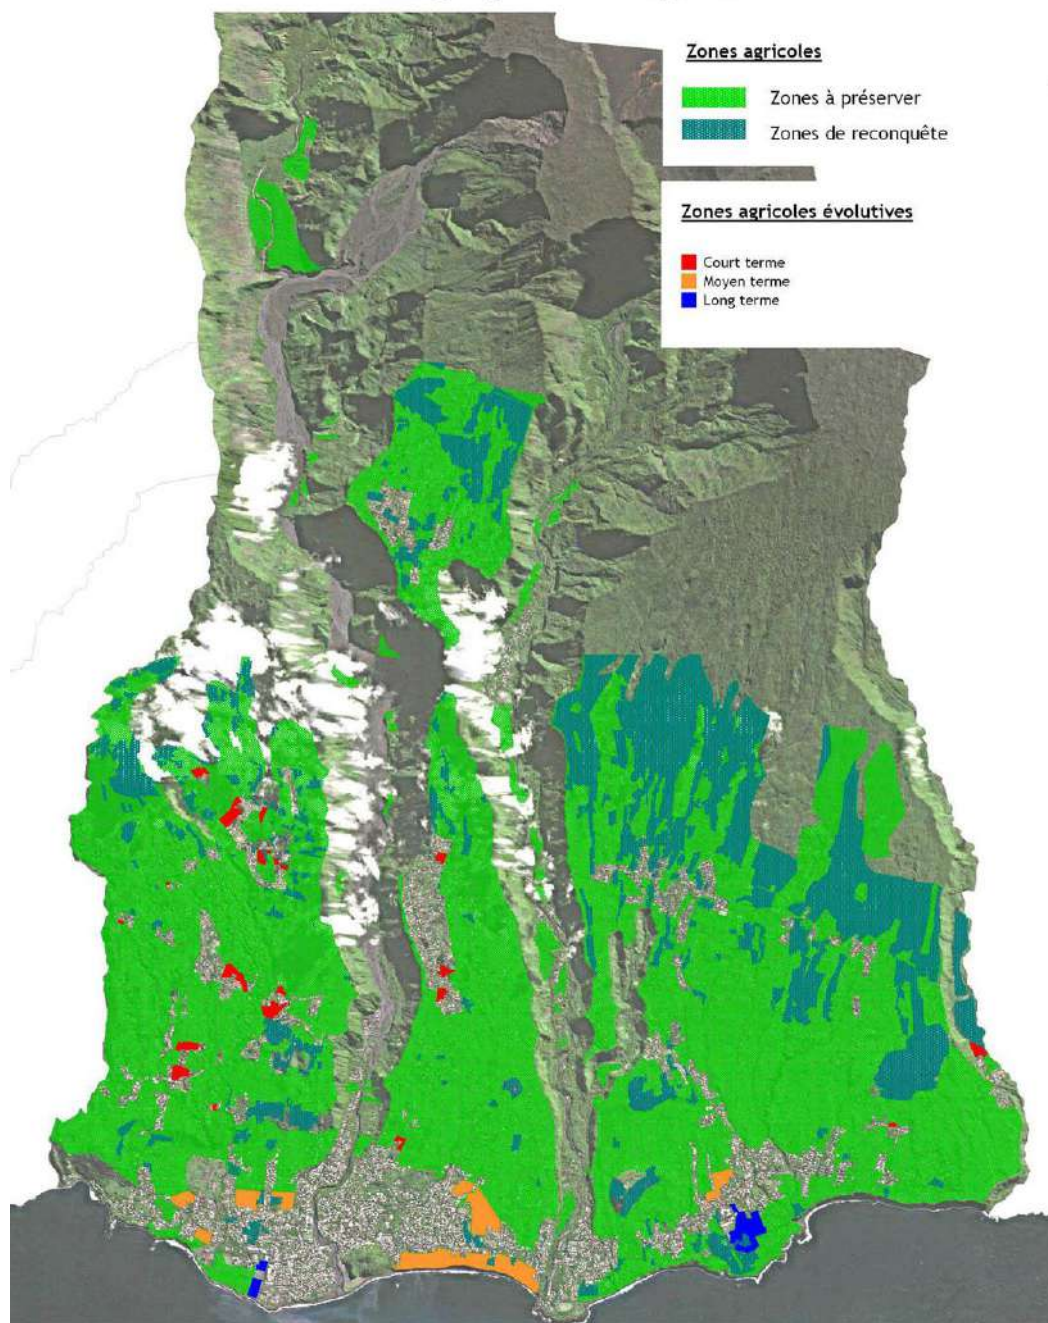 Zones agricoles
Zones à préserver
Zones de reconquête
Zones agricoles évolutives
Court terme
Moyen terme
Long terme